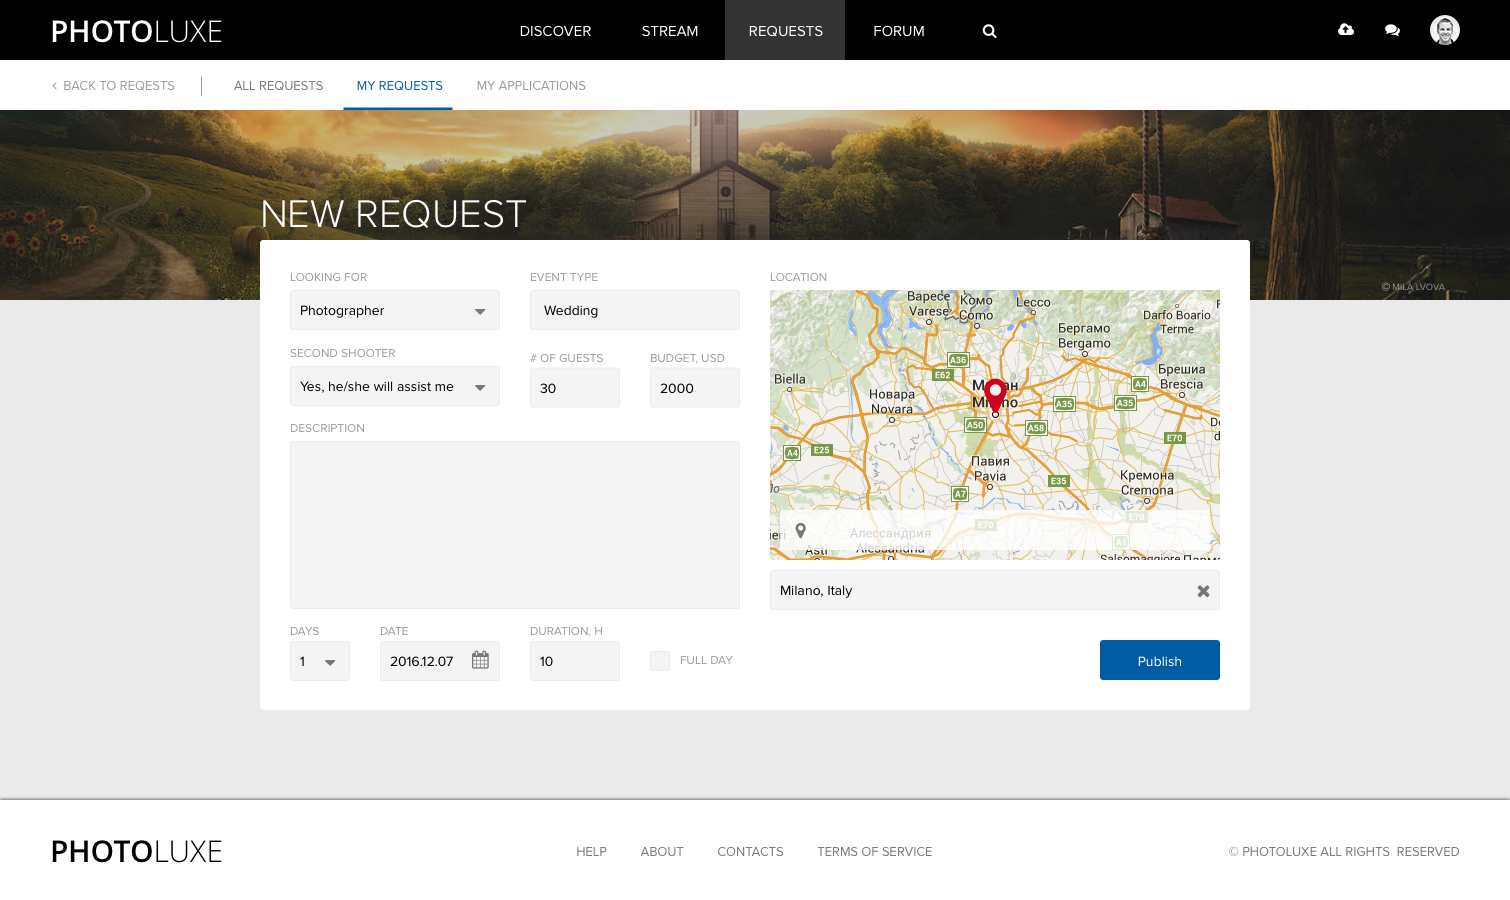 PHOTOLUXE
DISCOVER
STREAM
REQUESTS
FORUM
‹ BACK TO REQESTS
ALL REQUESTS
MY REQUESTS
MY APPLICATIONS
NEW REQUEST
© MILA LVOVA
LOOKING FOR
Photographer
EVENT TYPE
Wedding
SECOND SHOOTER
Yes, he/she will assist me
# OF GUESTS
30
BUDGET, USD
2000
DESCRIPTION
DAYS
1
DATE
2016.12.07
DURATION, H
10
FULL DAY
LOCATION
Варесе
Varese
Комо
Como
Lecco
Бергамо
Bergamo
Darfo Boario
Terme
A36
E62
Biella
Новара
Novara
A4
Брешиа
Brescia
A35
A35
A50
A58
E70
A4
E25
Павия
Pavia
E35
A7
Кремона
Cremona
E70
E70
Алессандрия
Alessandria
A1
Asti
Salsomaggiore
Milano, Italy
Publish
PHOTOLUXE
HELP
ABOUT
CONTACTS
TERMS OF SERVICE
© PHOTOLUXE ALL RIGHTS RESERVED